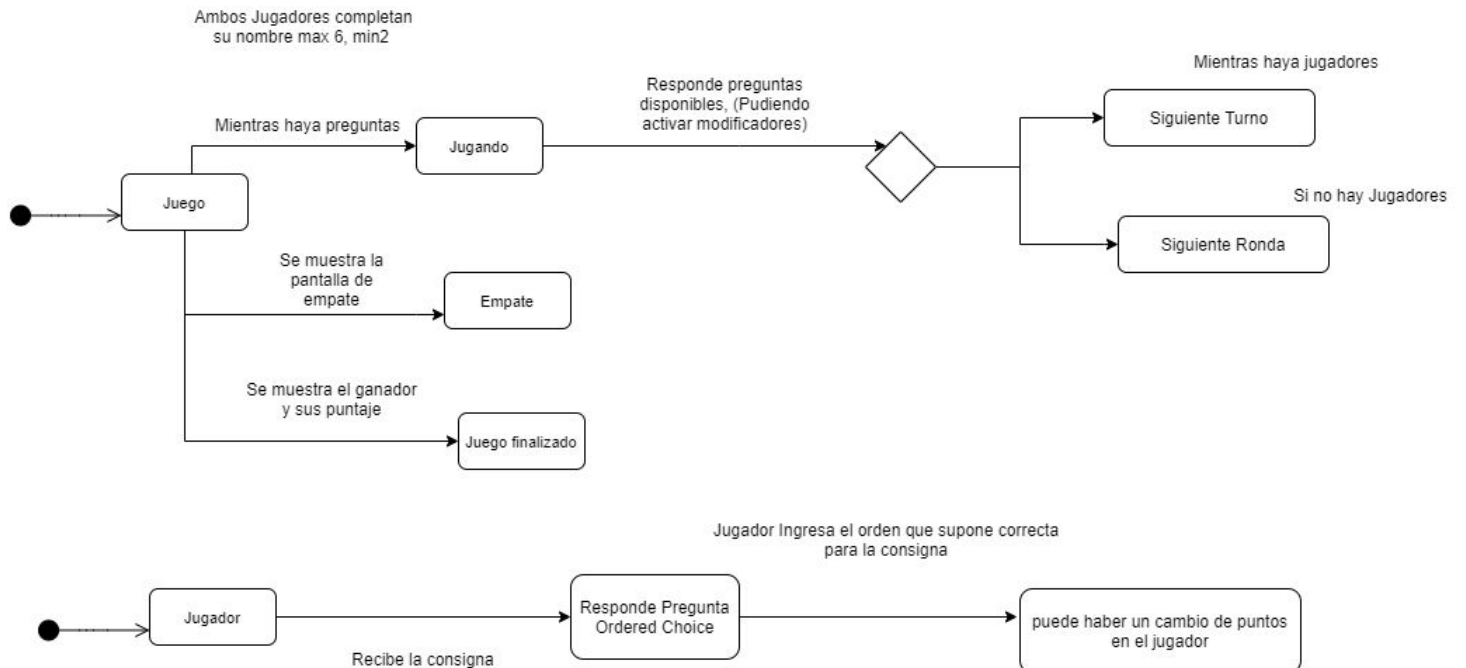 Ambos Jugadores completan
su nombre max 6, min2
Mientras haya jugadores
Responde preguntas
disponibles, (Pudiendo
activar modificadores)
Mientras haya preguntas
Jugando
Siguiente Turno
Juego
Si no hay Jugadores
Siguiente Ronda
Se muestra la
pantalla de
empate
Empate
Se muestra el ganador
y sus puntaje
Juego finalizado
Jugador Ingresa el orden que supone correcta
para la consigna
Jugador
Responde Pregunta
Ordered Choice
puede haber un cambio de puntos
en el jugador
Recibe la consigna